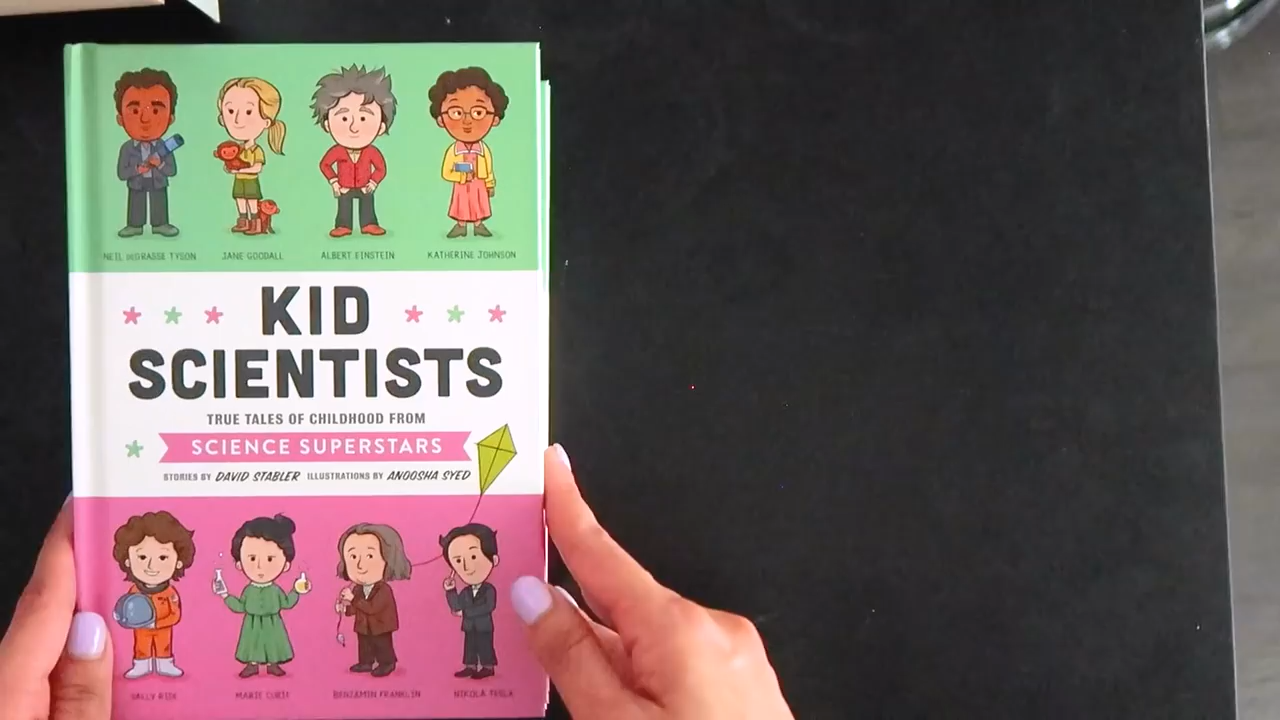 NEIL DEGRASSE TYSON JANE GOODALL ALBERT EINSTEIN KATHERINE JOHNSON
KID
SCIENTISTS
TRUE TALES OF CHILDHOOD FROM
SCIENCE SUPERSTARS
STORIES BY DAVID STABLER ILLUSTRATIONS BY ANOOSHA SYED
SALLY RIDE MARIE CURIE BENJAMIN FRANKLIN NIKOLA TESLA